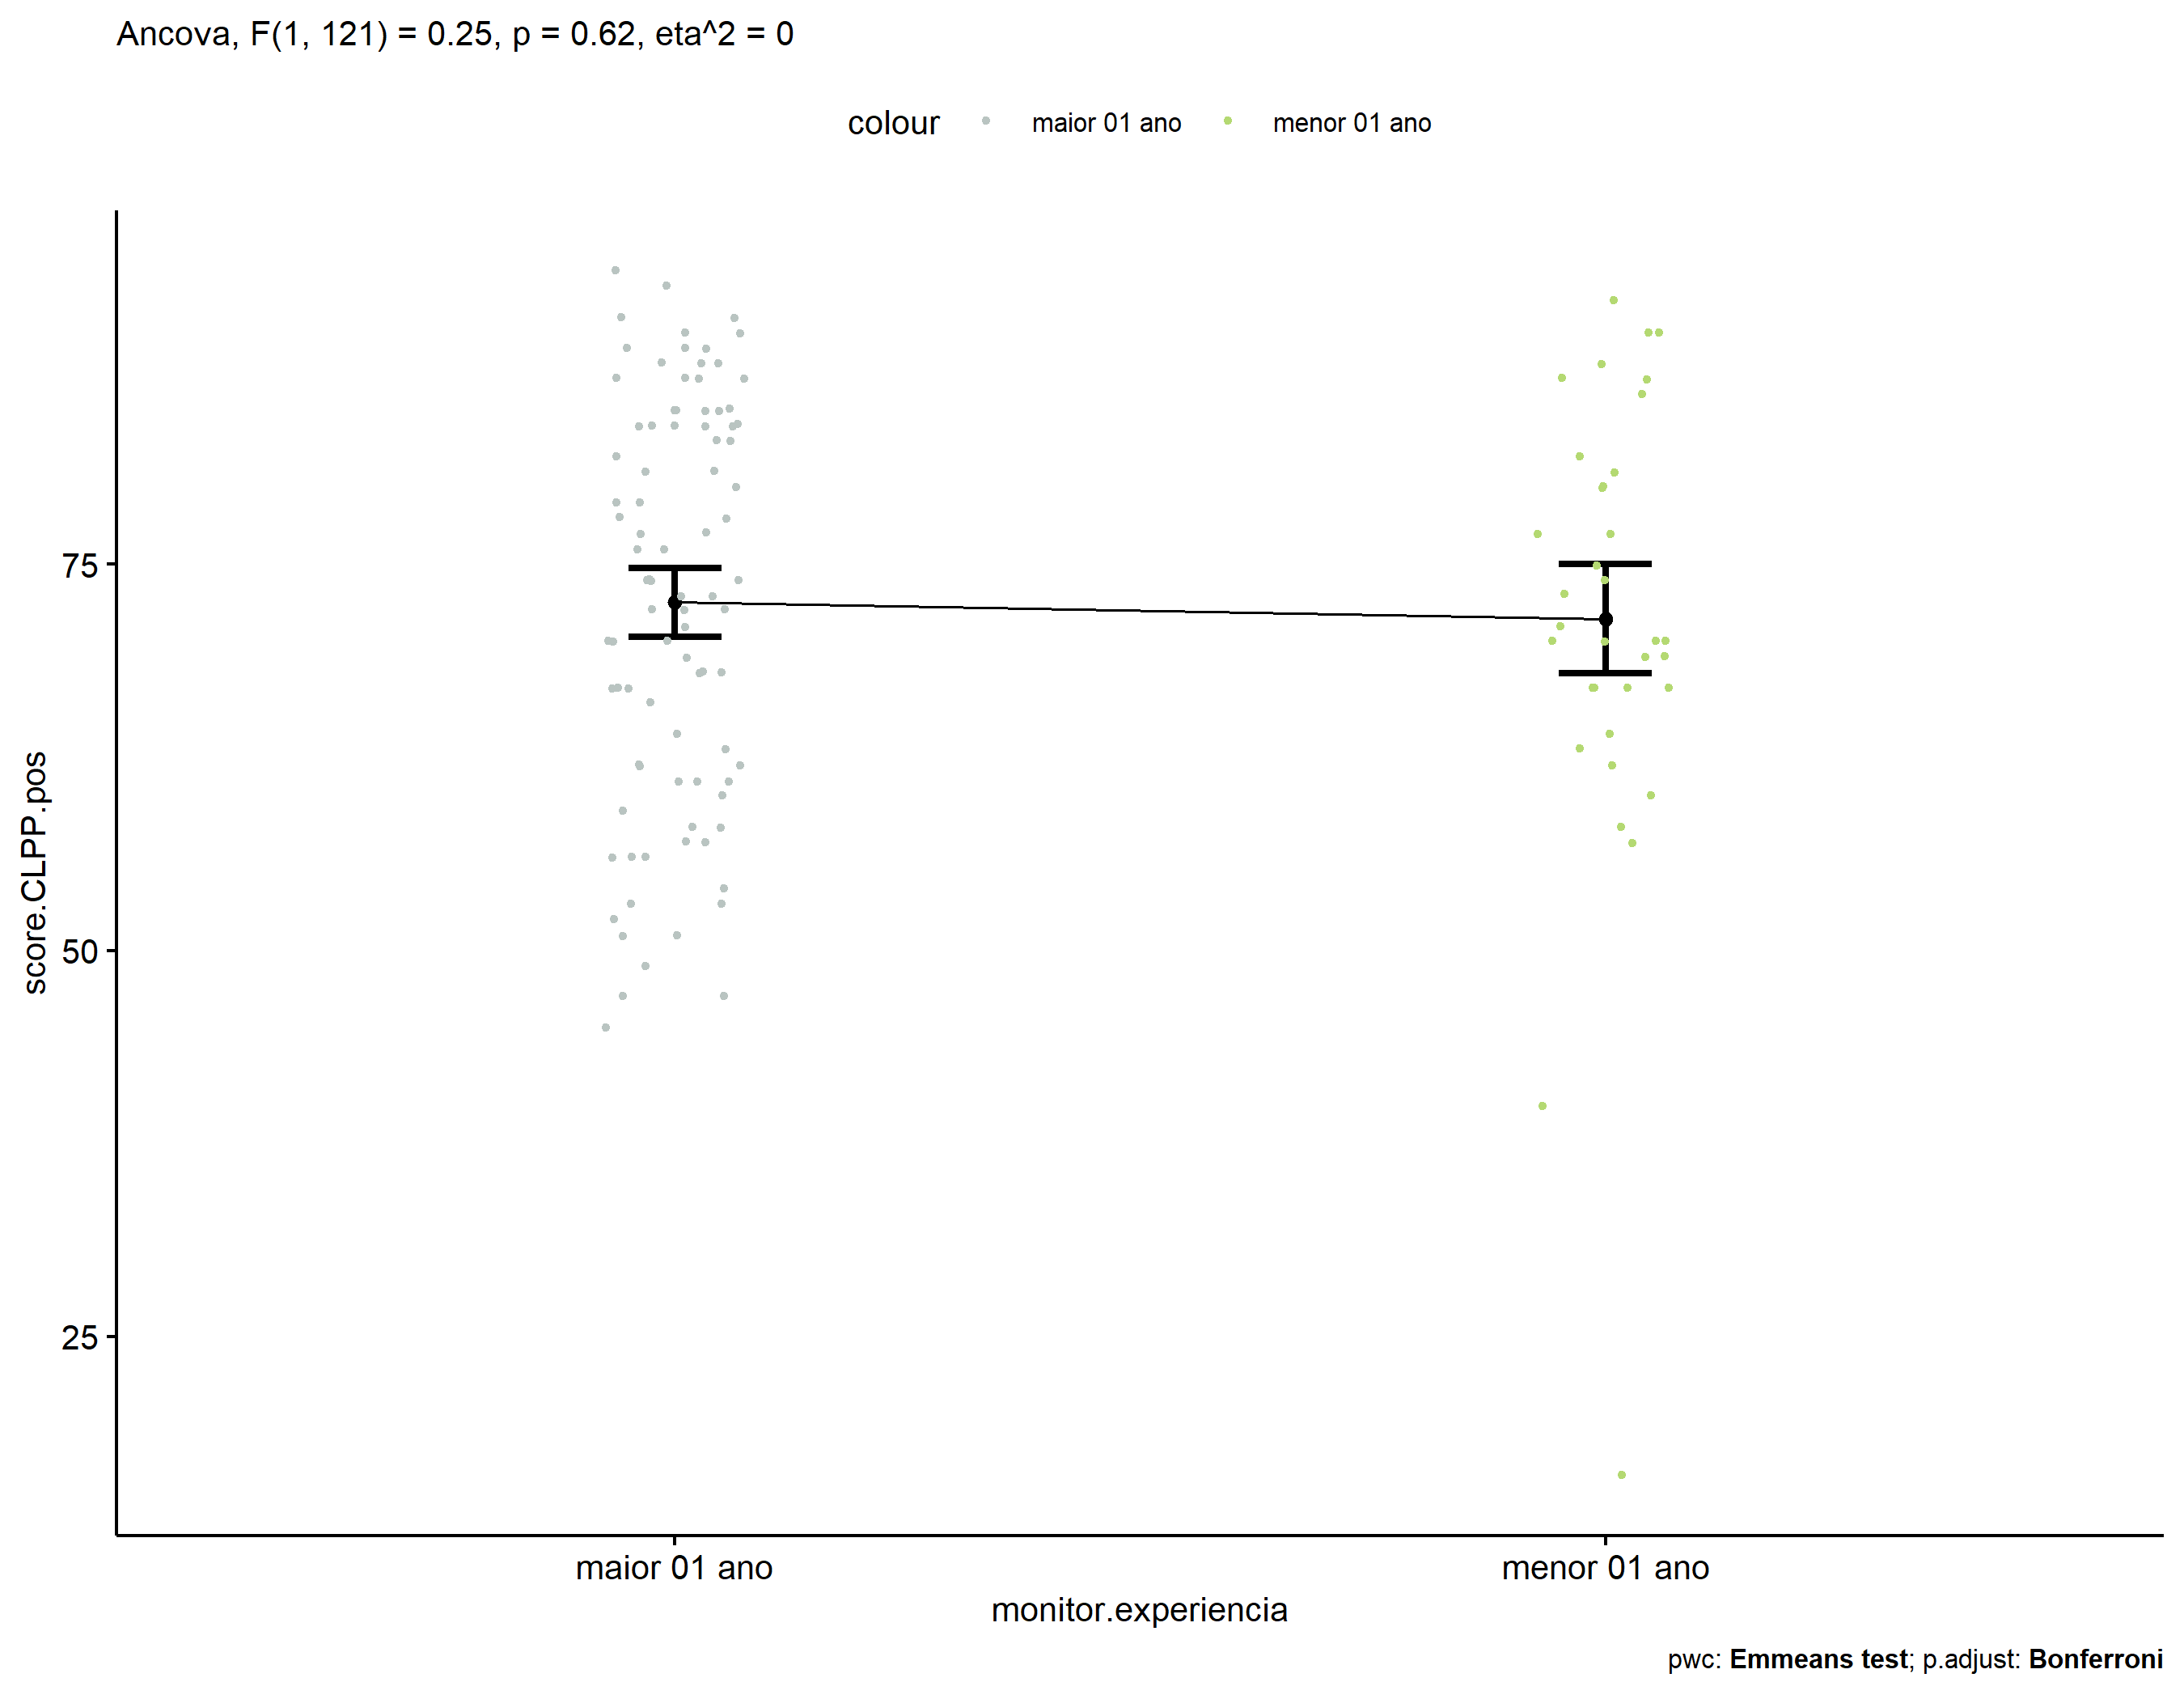 Ancova, F(1, 121) = 0.25, p = 0.62, eta^2 = 0
colour maior 01 ano menor 01 ano
score.CLPP.pos
75
50
25
maior 01 ano menor 01 ano
monitor.experiencia
pwc: Emmeans test; p.adjust: Bonferroni